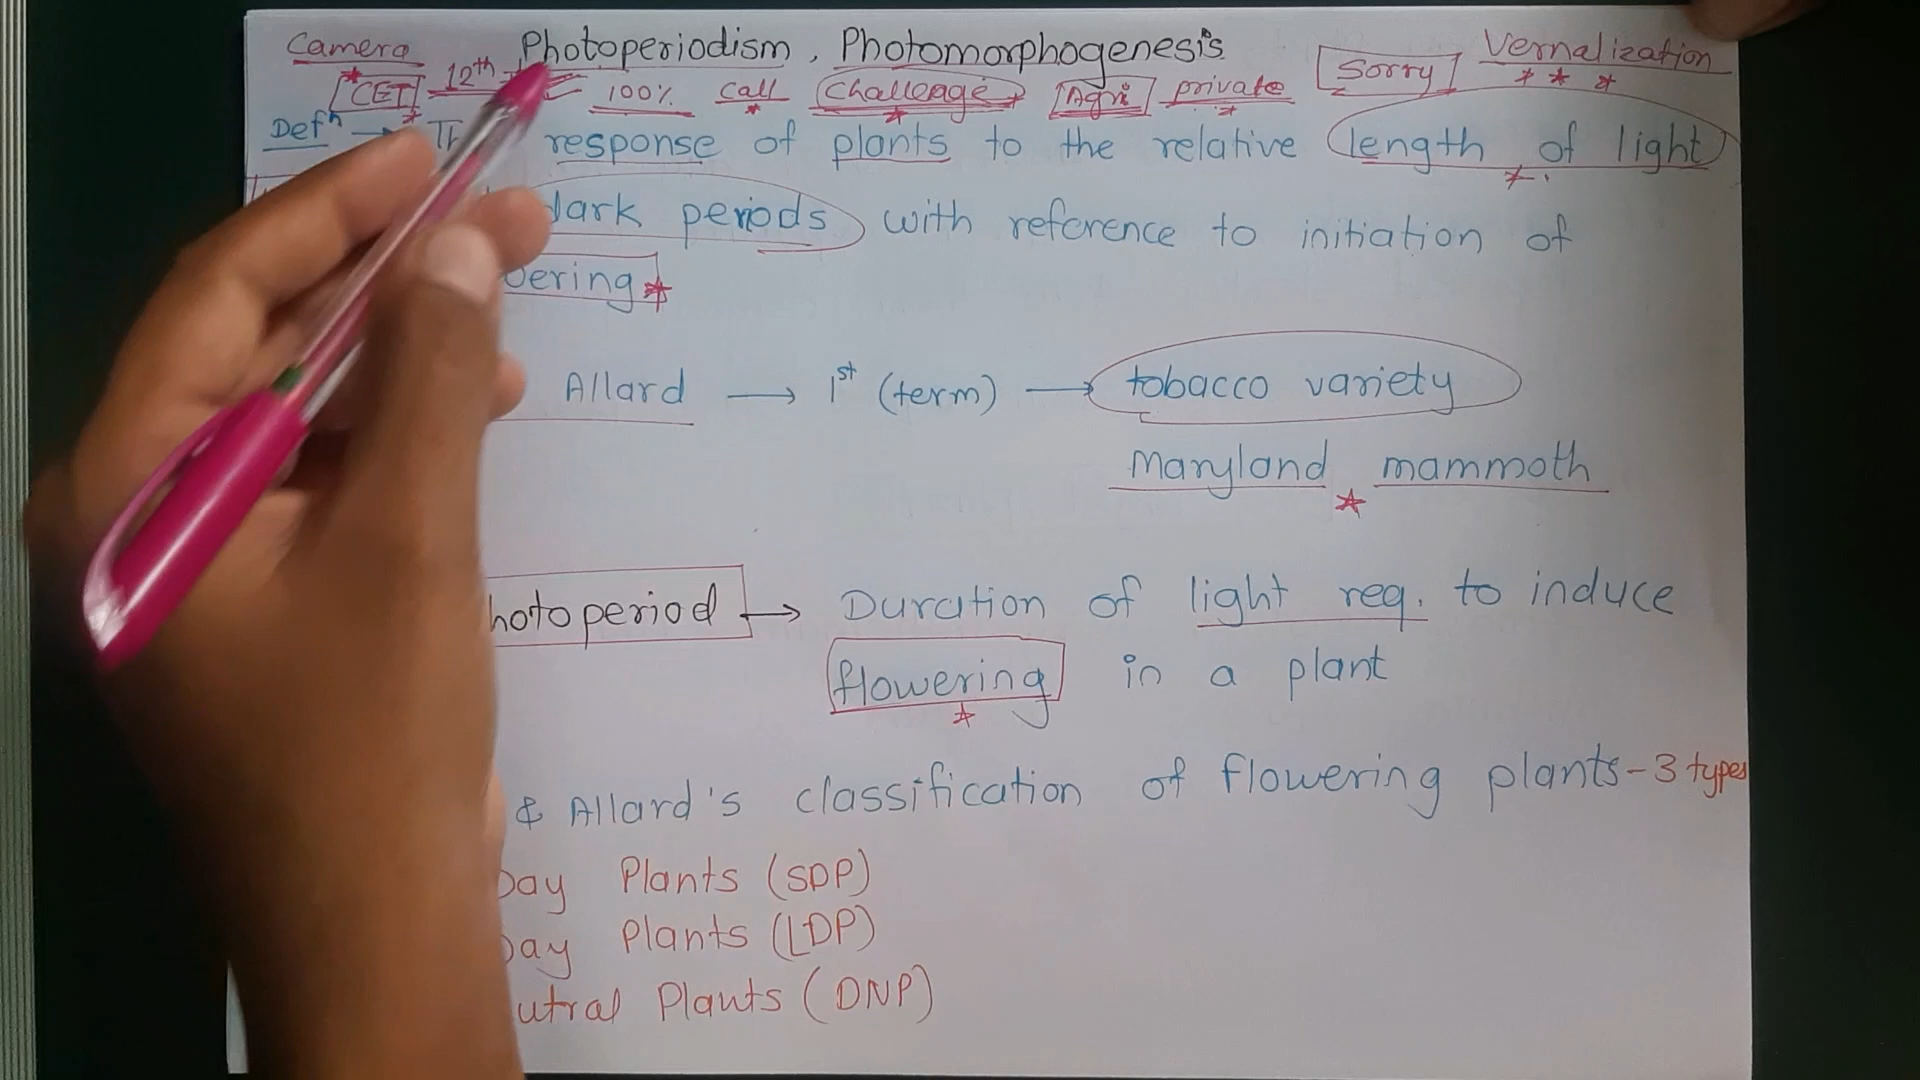 Camera Photoperiodism, Photomorphogenesis Vernalization
CET 12th 100% call challenge Agri private Sorry
Defn → response of plants to the relative length of light
dark periods with reference to initiation of
ering
Allard → 1st (term) → tobacco variety
Maryland mammoth
hotoperiod → Duration of light req. to induce
flowering in a plant
& Allard's classification of flowering plants - 3 types
Day Plants (SDP)
Day Plants (LDP)
utral Plants (DNP)